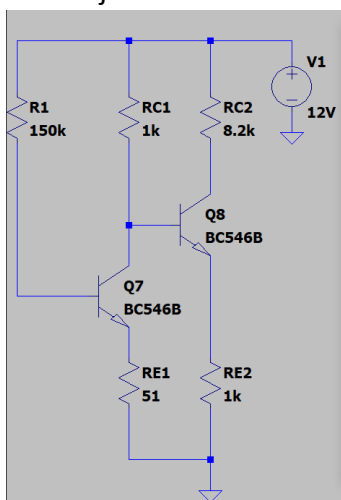 V1
R1
RC1
RC2
12V
150k
1k
8.2k
Q8
BC546B
Q7
BC546B
RE1
RE2
51
1k